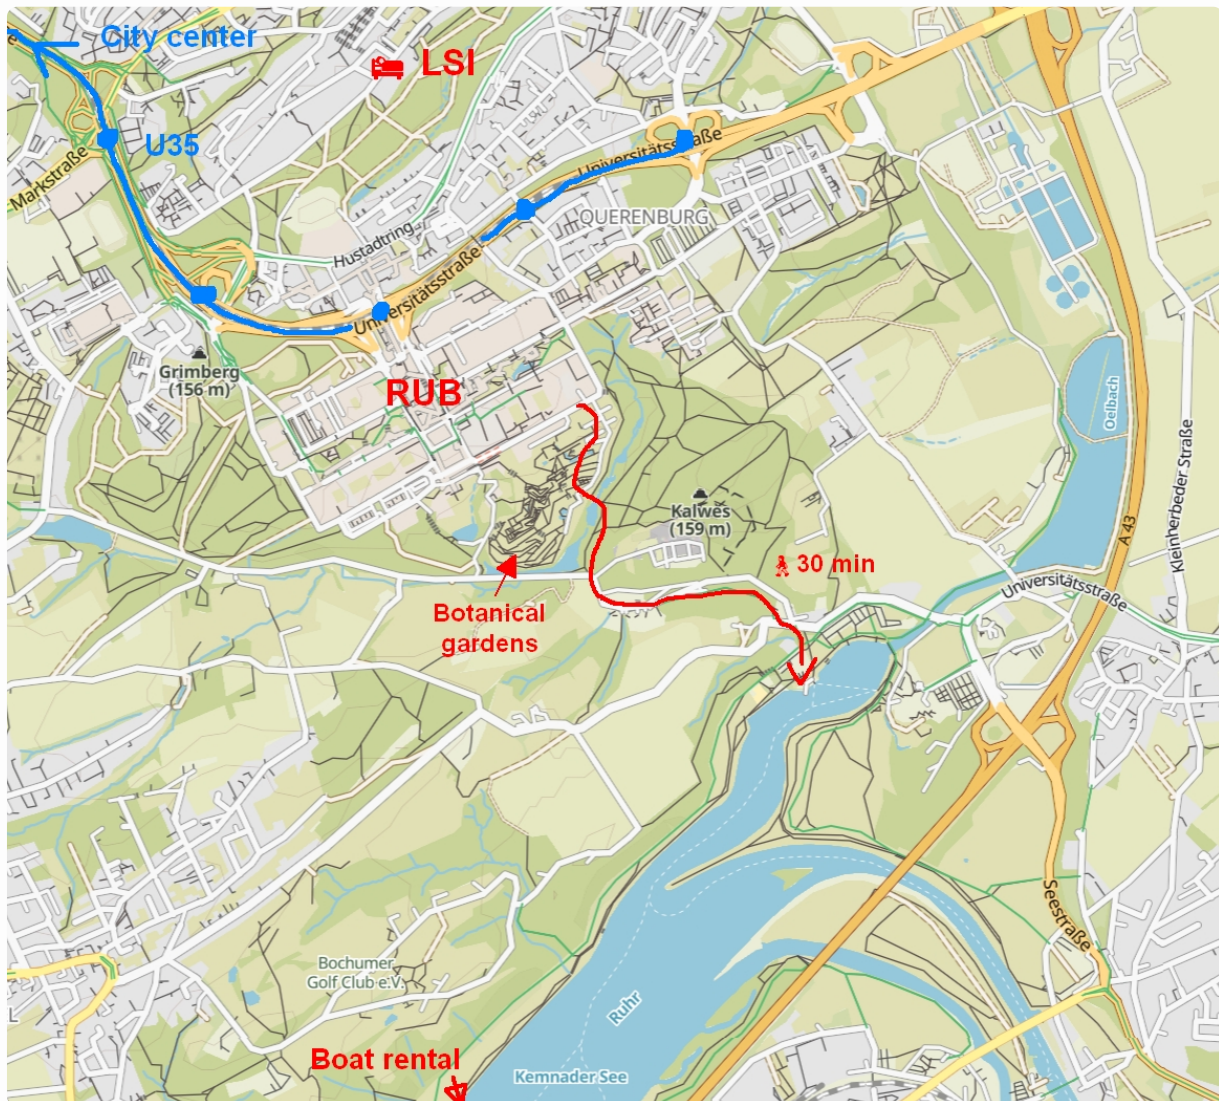 City center
LSI
U35
Markstraße
Universitätsstraße
QUERENBURG
Hustadtring
Universitätsstraße
Grimberg
(156 m)
RUB
Oelbach
Kleinherbeder Straße
Kalwes
(159 m)
A 43
30 min
Universitätsstraße
Botanical
gardens
Seestraße
Bochumer
Golf Club e.V.
Ruhr
Boat rental
Kemnader See